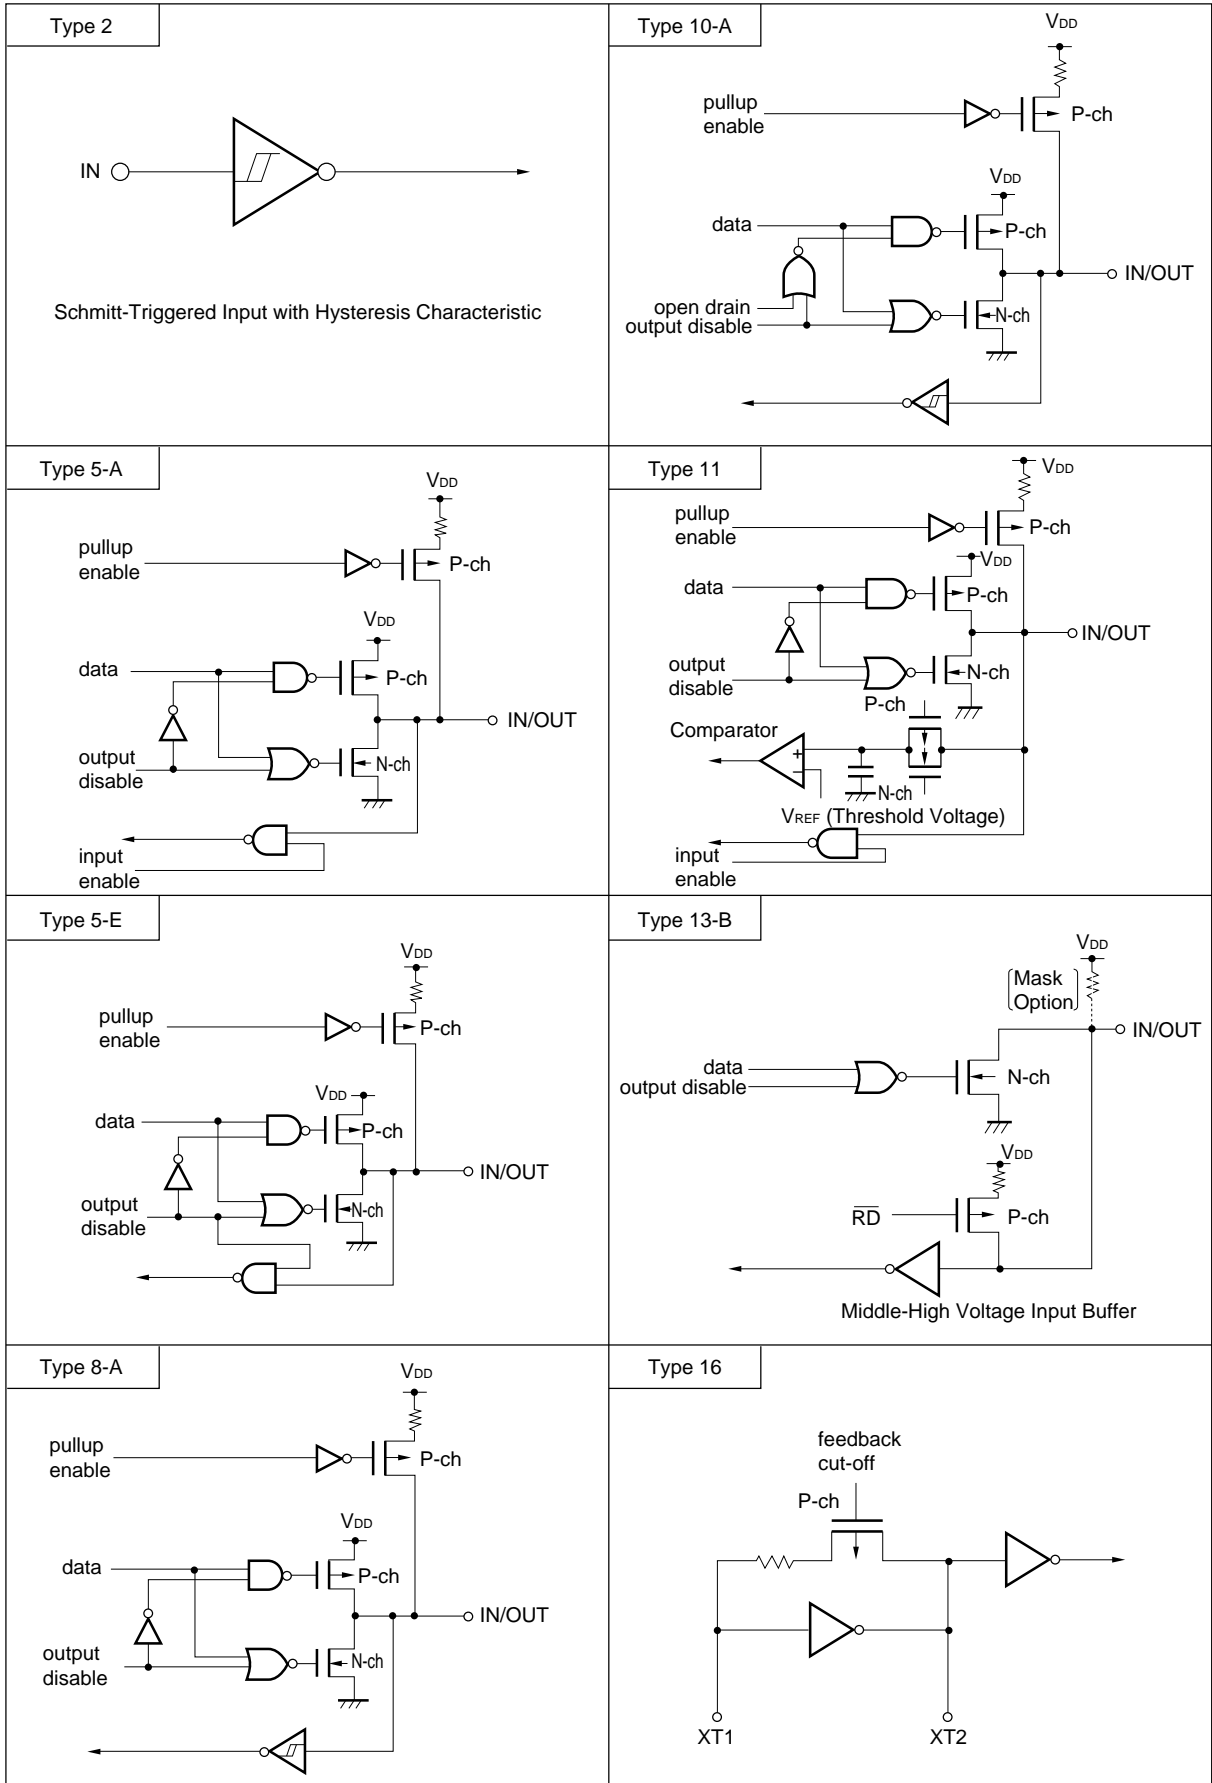 Type 2
IN
Schmitt-Triggered Input with Hysteresis Characteristic
Type 10-A
VDD
pullup
enable
P-ch
VDD
data
P-ch
IN/OUT
open drain
output disable
N-ch
Type 5-A
VDD
pullup
enable
P-ch
VDD
data
P-ch
IN/OUT
output
disable
N-ch
input
enable
Type 11
VDD
pullup
enable
P-ch
VDD
data
P-ch
IN/OUT
output
disable
N-ch
P-ch
Comparator
+
−
N-ch
VREF (Threshold Voltage)
input
enable
Type 5-E
VDD
pullup
enable
P-ch
VDD
data
P-ch
IN/OUT
output
disable
N-ch
Type 13-B
VDD
Mask
Option
IN/OUT
data
output disable
N-ch
VDD
RD
P-ch
Middle-High Voltage Input Buffer
Type 8-A
VDD
pullup
enable
P-ch
VDD
data
P-ch
IN/OUT
output
disable
N-ch
Type 16
feedback
cut-off
P-ch
XT1
XT2